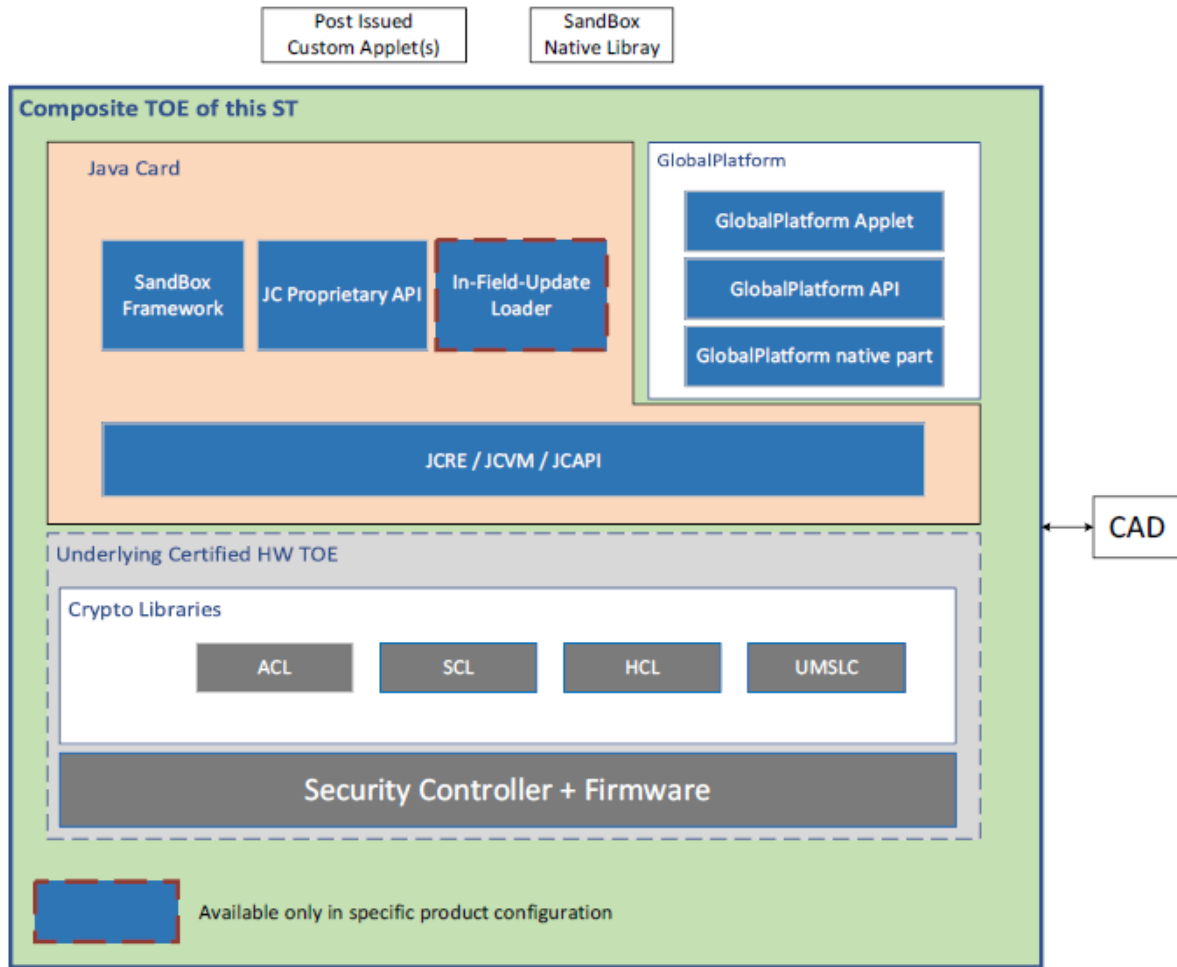 Post Issued
Custom Applet(s)
SandBox
Native Libray
Composite TOE of this ST
Java Card
GlobalPlatform
GlobalPlatform Applet
SandBox
Framework
JC Proprietary API
In-Field-Update
Loader
GlobalPlatform API
GlobalPlatform native part
JCRE / JCVM / JCAPI
CAD
Underlying Certified HW TOE
Crypto Libraries
ACL
SCL
HCL
UMSLC
Security Controller + Firmware
Available only in specific product configuration